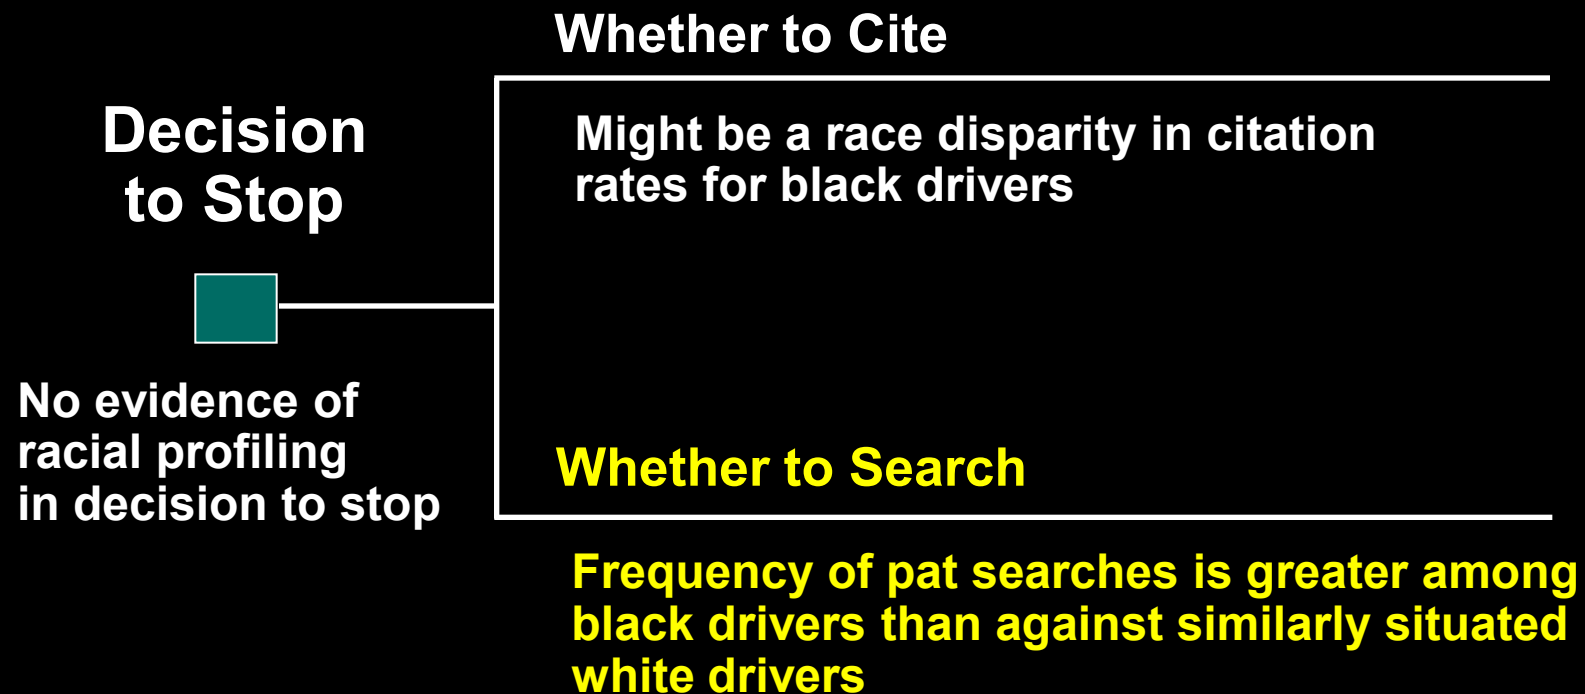 Whether to Cite
Decision
to Stop
Might be a race disparity in citation
rates for black drivers
No evidence of
racial profiling
in decision to stop
Whether to Search
Frequency of pat searches is greater among
black drivers than against similarly situated
white drivers